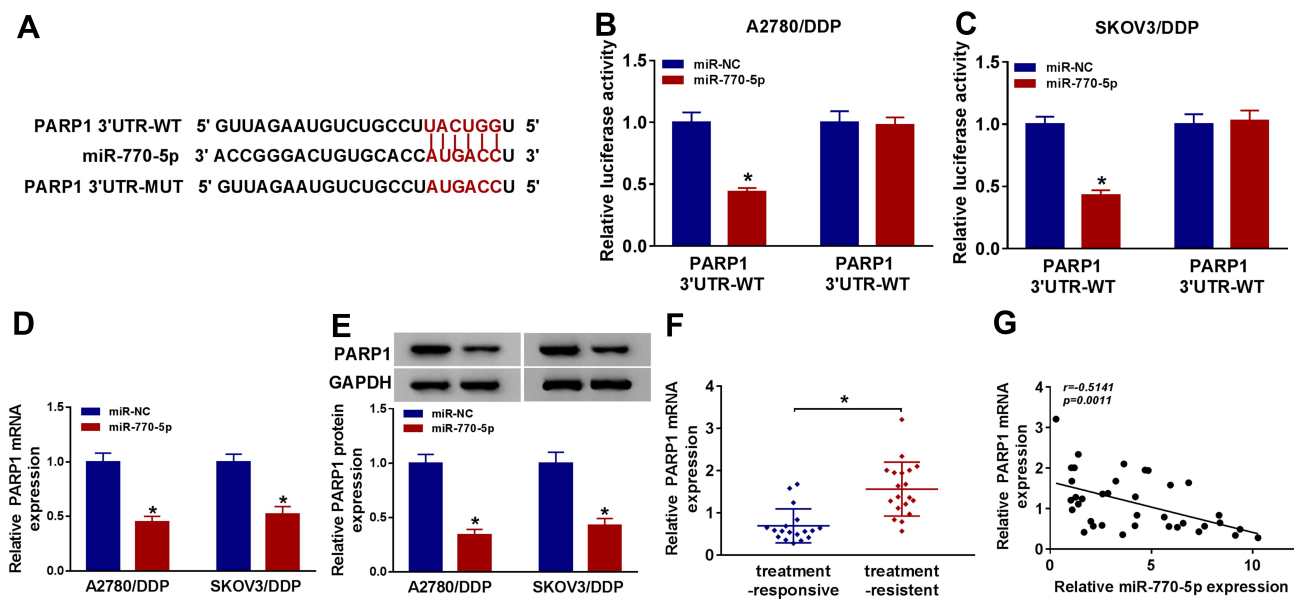 A
PARP1 3'UTR-WT 5' GUUAGAAUGUCUGCCUUACUGGU 5'
miR-770-5p 3' ACCGGGACUGUGCACCAUGACCU 3'
PARP1 3'UTR-MUT 5' GUUAGAAUGUCUGCCUAUGACCU 5'
B
A2780/DDP
Relative luciferase activity
1.5
1.0
0.5
0.0
miR-NC
miR-770-5p
*
PARP1
3'UTR-WT
PARP1
3'UTR-WT
C
SKOV3/DDP
Relative luciferase activity
1.5
1.0
0.5
0.0
miR-NC
miR-770-5p
*
PARP1
3'UTR-WT
PARP1
3'UTR-WT
D
Relative PARP1 mRNA
expression
1.5
1.0
0.5
0.0
miR-NC
miR-770-5p
*
*
A2780/DDP
SKOV3/DDP
E
PARP1
GAPDH
Relative PARP1 protein
expression
1.5
1.0
0.5
0.0
miR-NC
miR-770-5p
*
*
A2780/DDP
SKOV3/DDP
F
Relative PARP1 mRNA
expression
4
3
2
1
0
*
treatment
-responsive
treatment
-resistent
G
Relative PARP1 mRNA
expression
4
3
2
1
0
r=-0.5141
p=0.0011
0
5
10
Relative miR-770-5p expression